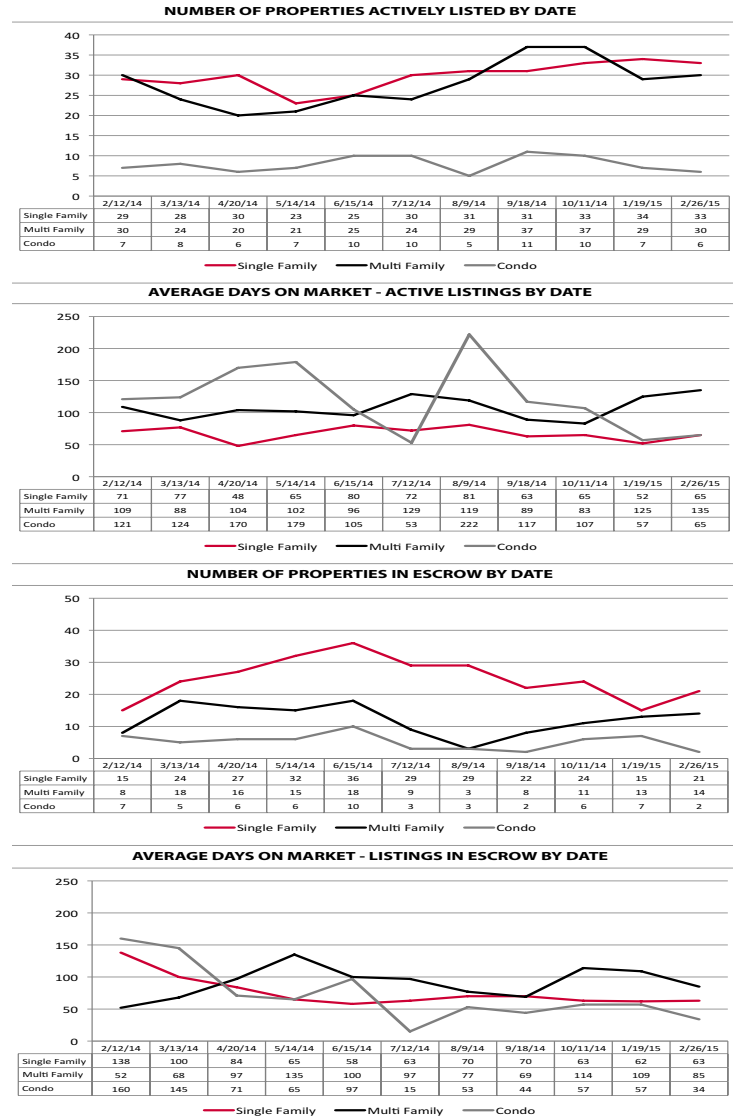 NUMBER OF PROPERTIES ACTIVELY LISTED BY DATE
40
35
30
25
20
15
10
5
0
2/12/14 3/13/14 4/20/14 5/14/14 6/15/14 7/12/14 8/9/14 9/18/14 10/11/14 1/19/15 2/26/15
Single Family 29 28 30 23 25 30 31 31 33 34 33
Multi Family 30 24 20 21 25 24 29 37 37 29 30
Condo 7 8 6 7 10 10 5 11 10 7 6
Single Family Multi Family Condo
AVERAGE DAYS ON MARKET - ACTIVE LISTINGS BY DATE
250
200
150
100
50
0
2/12/14 3/13/14 4/20/14 5/14/14 6/15/14 7/12/14 8/9/14 9/18/14 10/11/14 1/19/15 2/26/15
Single Family 71 77 48 65 80 72 81 63 65 52 65
Multi Family 109 88 104 102 96 129 119 89 83 125 135
Condo 121 124 170 179 105 53 222 117 107 57 65
Single Family Multi Family Condo
NUMBER OF PROPERTIES IN ESCROW BY DATE
50
40
30
20
10
0
2/12/14 3/13/14 4/20/14 5/14/14 6/15/14 7/12/14 8/9/14 9/18/14 10/11/14 1/19/15 2/26/15
Single Family 15 24 27 32 36 29 29 22 24 15 21
Multi Family 8 18 16 15 18 9 3 8 11 13 14
Condo 7 5 6 6 10 3 3 2 6 7 2
Single Family Multi Family Condo
AVERAGE DAYS ON MARKET - LISTINGS IN ESCROW BY DATE
250
200
150
100
50
0
2/12/14 3/13/14 4/20/14 5/14/14 6/15/14 7/12/14 8/9/14 9/18/14 10/11/14 1/19/15 2/26/15
Single Family 138 100 84 65 58 63 70 70 63 62 63
Multi Family 52 68 97 135 100 97 77 69 114 109 85
Condo 160 145 71 65 97 15 53 44 57 57 34
Single Family Multi Family Condo